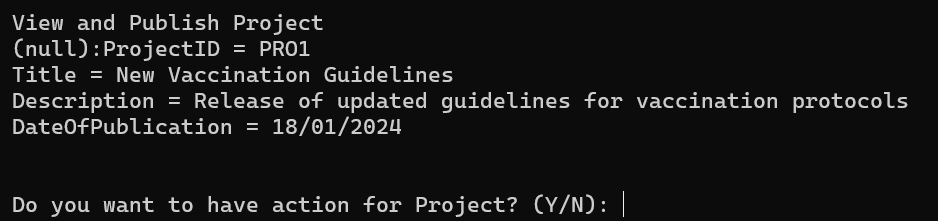 View and Publish Project
(null):ProjectID = PRO1
Title = New Vaccination Guidelines
Description = Release of updated guidelines for vaccination protocols
DateOfPublication = 18/01/2024
Do you want to have action for Project? (Y/N):